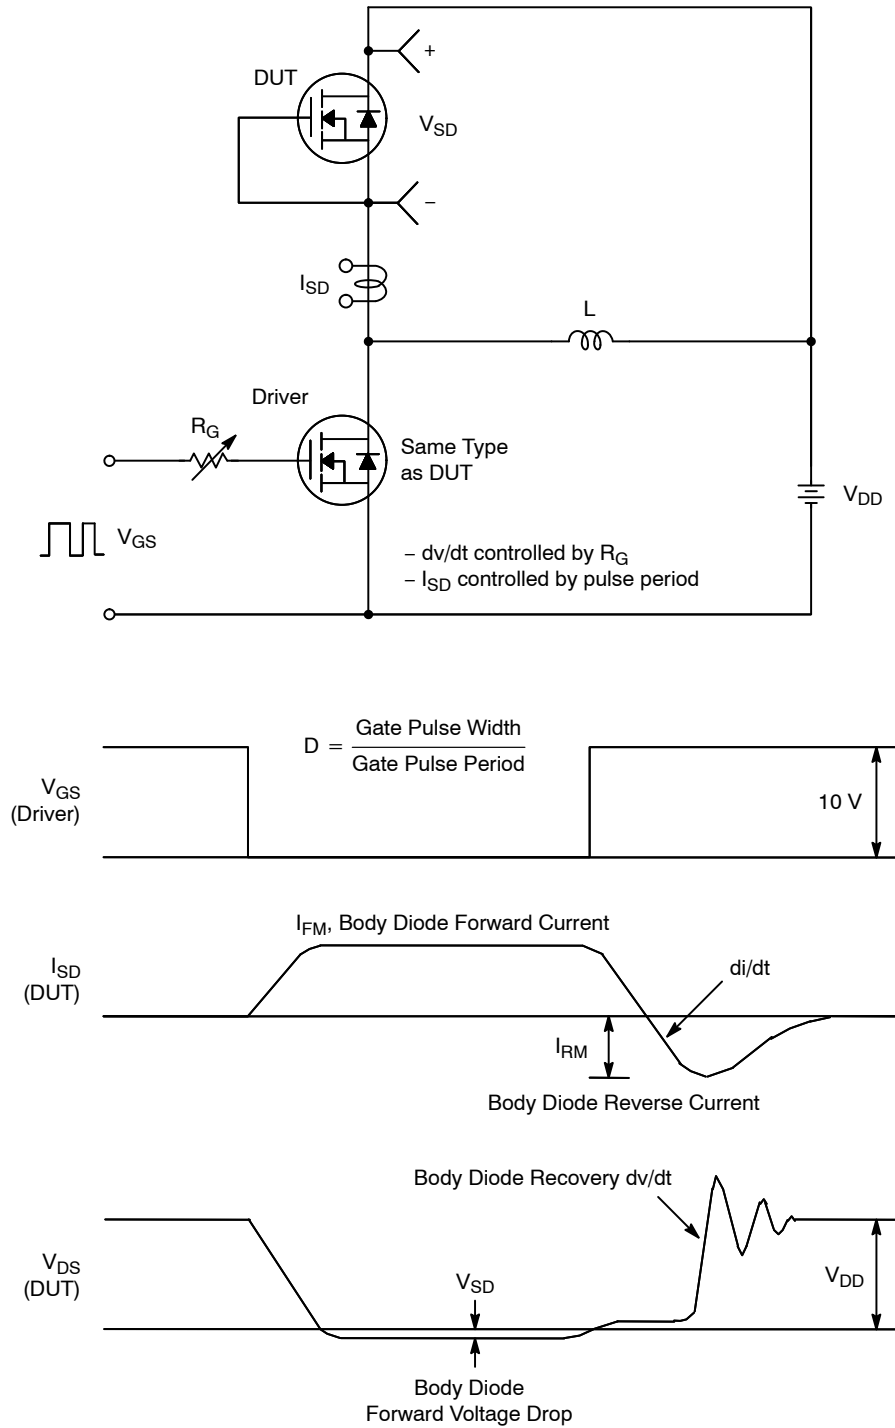 +
DUT
V_SD
−
I_SD
L
Driver
R_G
Same Type
as DUT
V_DD
V_GS
− dv/dt controlled by R_G
− I_SD controlled by pulse period
D = Gate Pulse Width
Gate Pulse Period
V_GS
(Driver)
10 V
I_FM, Body Diode Forward Current
I_SD
(DUT)
di/dt
I_RM
Body Diode Reverse Current
Body Diode Recovery dv/dt
V_DS
(DUT)
V_SD
V_DD
Body Diode
Forward Voltage Drop